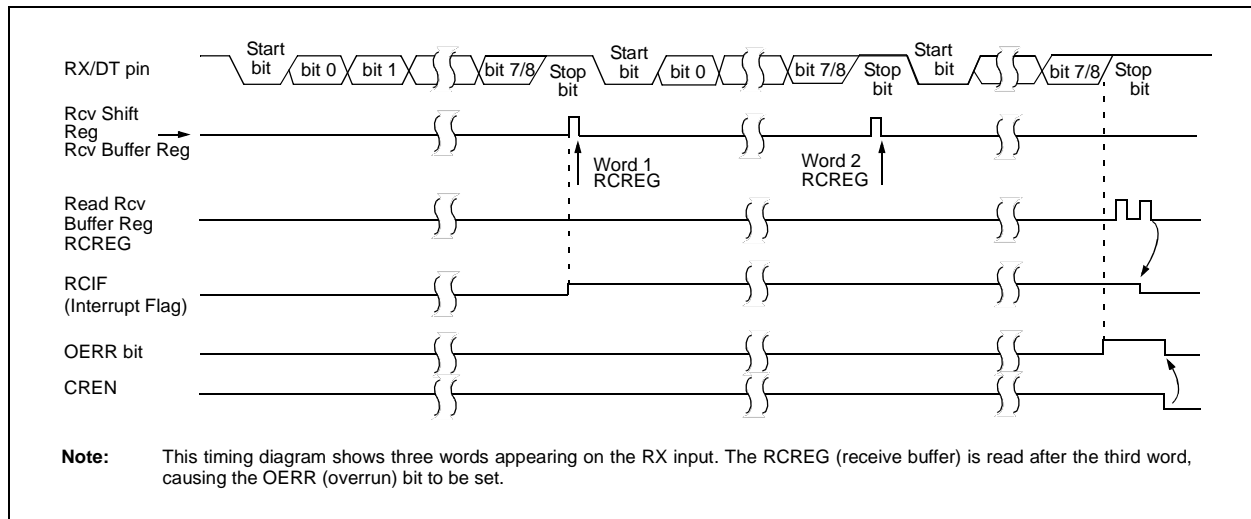 RX/DT pin
Start
bit
bit 0
bit 1
bit 7/8
Stop
bit
Start
bit
bit 0
bit 7/8
Stop
bit
Start
bit
bit 7/8
Stop
bit
Rcv Shift
Reg
Rcv Buffer Reg
Word 1
RCREG
Word 2
RCREG
Read Rcv
Buffer Reg
RCREG
RCIF
(Interrupt Flag)
OERR bit
CREN
Note: This timing diagram shows three words appearing on the RX input. The RCREG (receive buffer) is read after the third word,
causing the OERR (overrun) bit to be set.